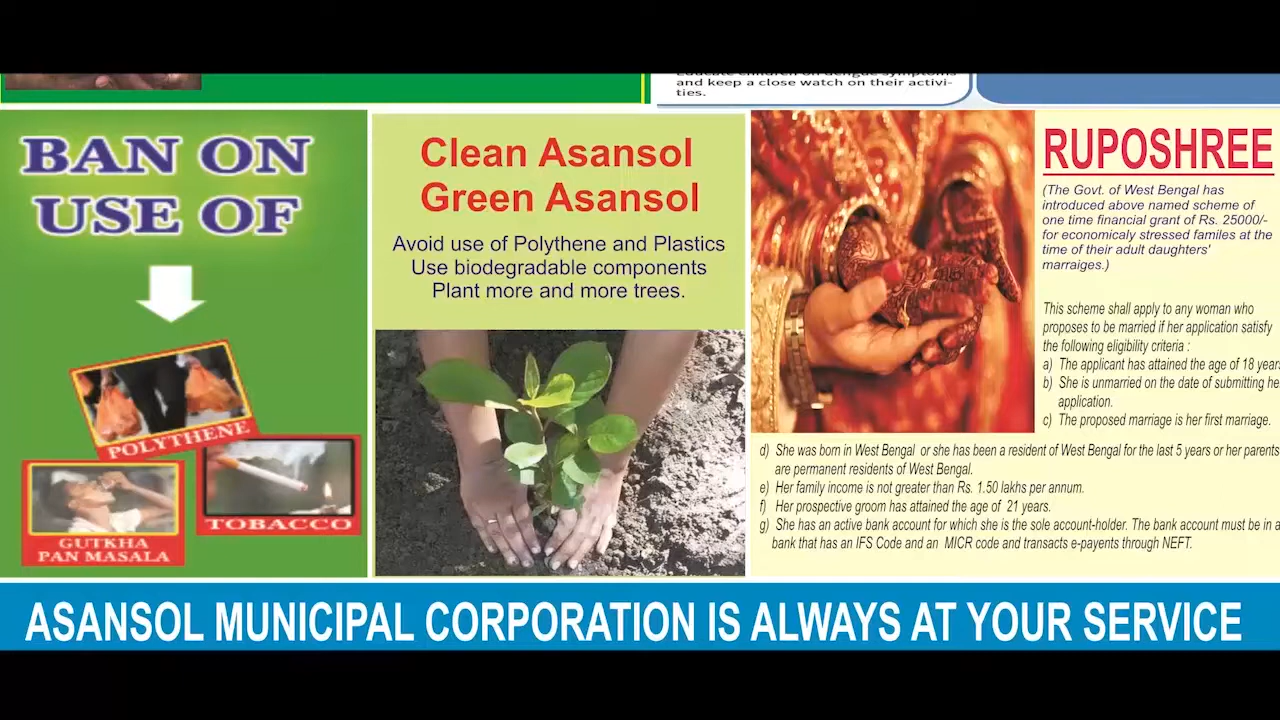 and keep a close watch on their activi-
ties.
BAN ON
USE OF
POLYTHENE
TOBACCO
GUTKHA
PAN MASALA
Clean Asansol
Green Asansol
Avoid use of Polythene and Plastics
Use biodegradable components
Plant more and more trees.
RUPOSHREE
(The Govt. of West Bengal has
introduced above named scheme of
one time financial grant of Rs. 25000/-
for economicaly stressed familes at the
time of their adult daughters'
marraiges.)
This scheme shall apply to any woman who
proposes to be married if her application satisfy
the following eligibility criteria :
a) The applicant has attained the age of 18 years
b) She is unmarried on the date of submitting he
application.
c) The proposed marriage is her first marriage.
d) She was born in West Bengal or she has been a resident of West Bengal for the last 5 years or her parents
are permanent residents of West Bengal.
e) Her family income is not greater than Rs. 1.50 lakhs per annum.
f) Her prospective groom has attained the age of 21 years.
g) She has an active bank account for which she is the sole account-holder. The bank account must be in a
bank that has an IFS Code and an MICR code and transacts e-payents through NEFT.
ASANSOL MUNICIPAL CORPORATION IS ALWAYS AT YOUR SERVICE